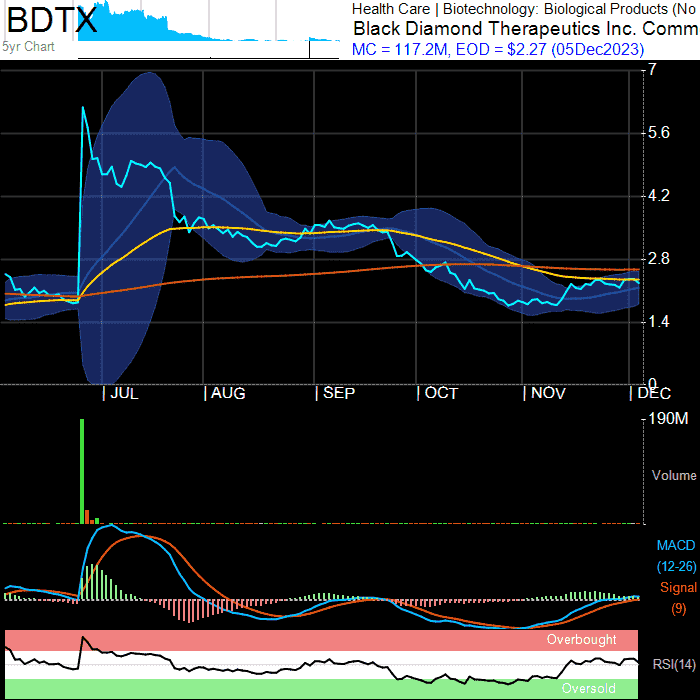 BDTX
5yr Chart
Health Care | Biotechnology: Biological Products (No
Black Diamond Therapeutics Inc. Comm
MC = 117.2M, EOD = $2.27 (05Dec2023)
7
5.6
4.2
2.8
1.4
0
| JUL | AUG | SEP | OCT | NOV | DEC
190M
Volume
MACD
(12-26)
Signal
(9)
Overbought
RSI(14)
Oversold